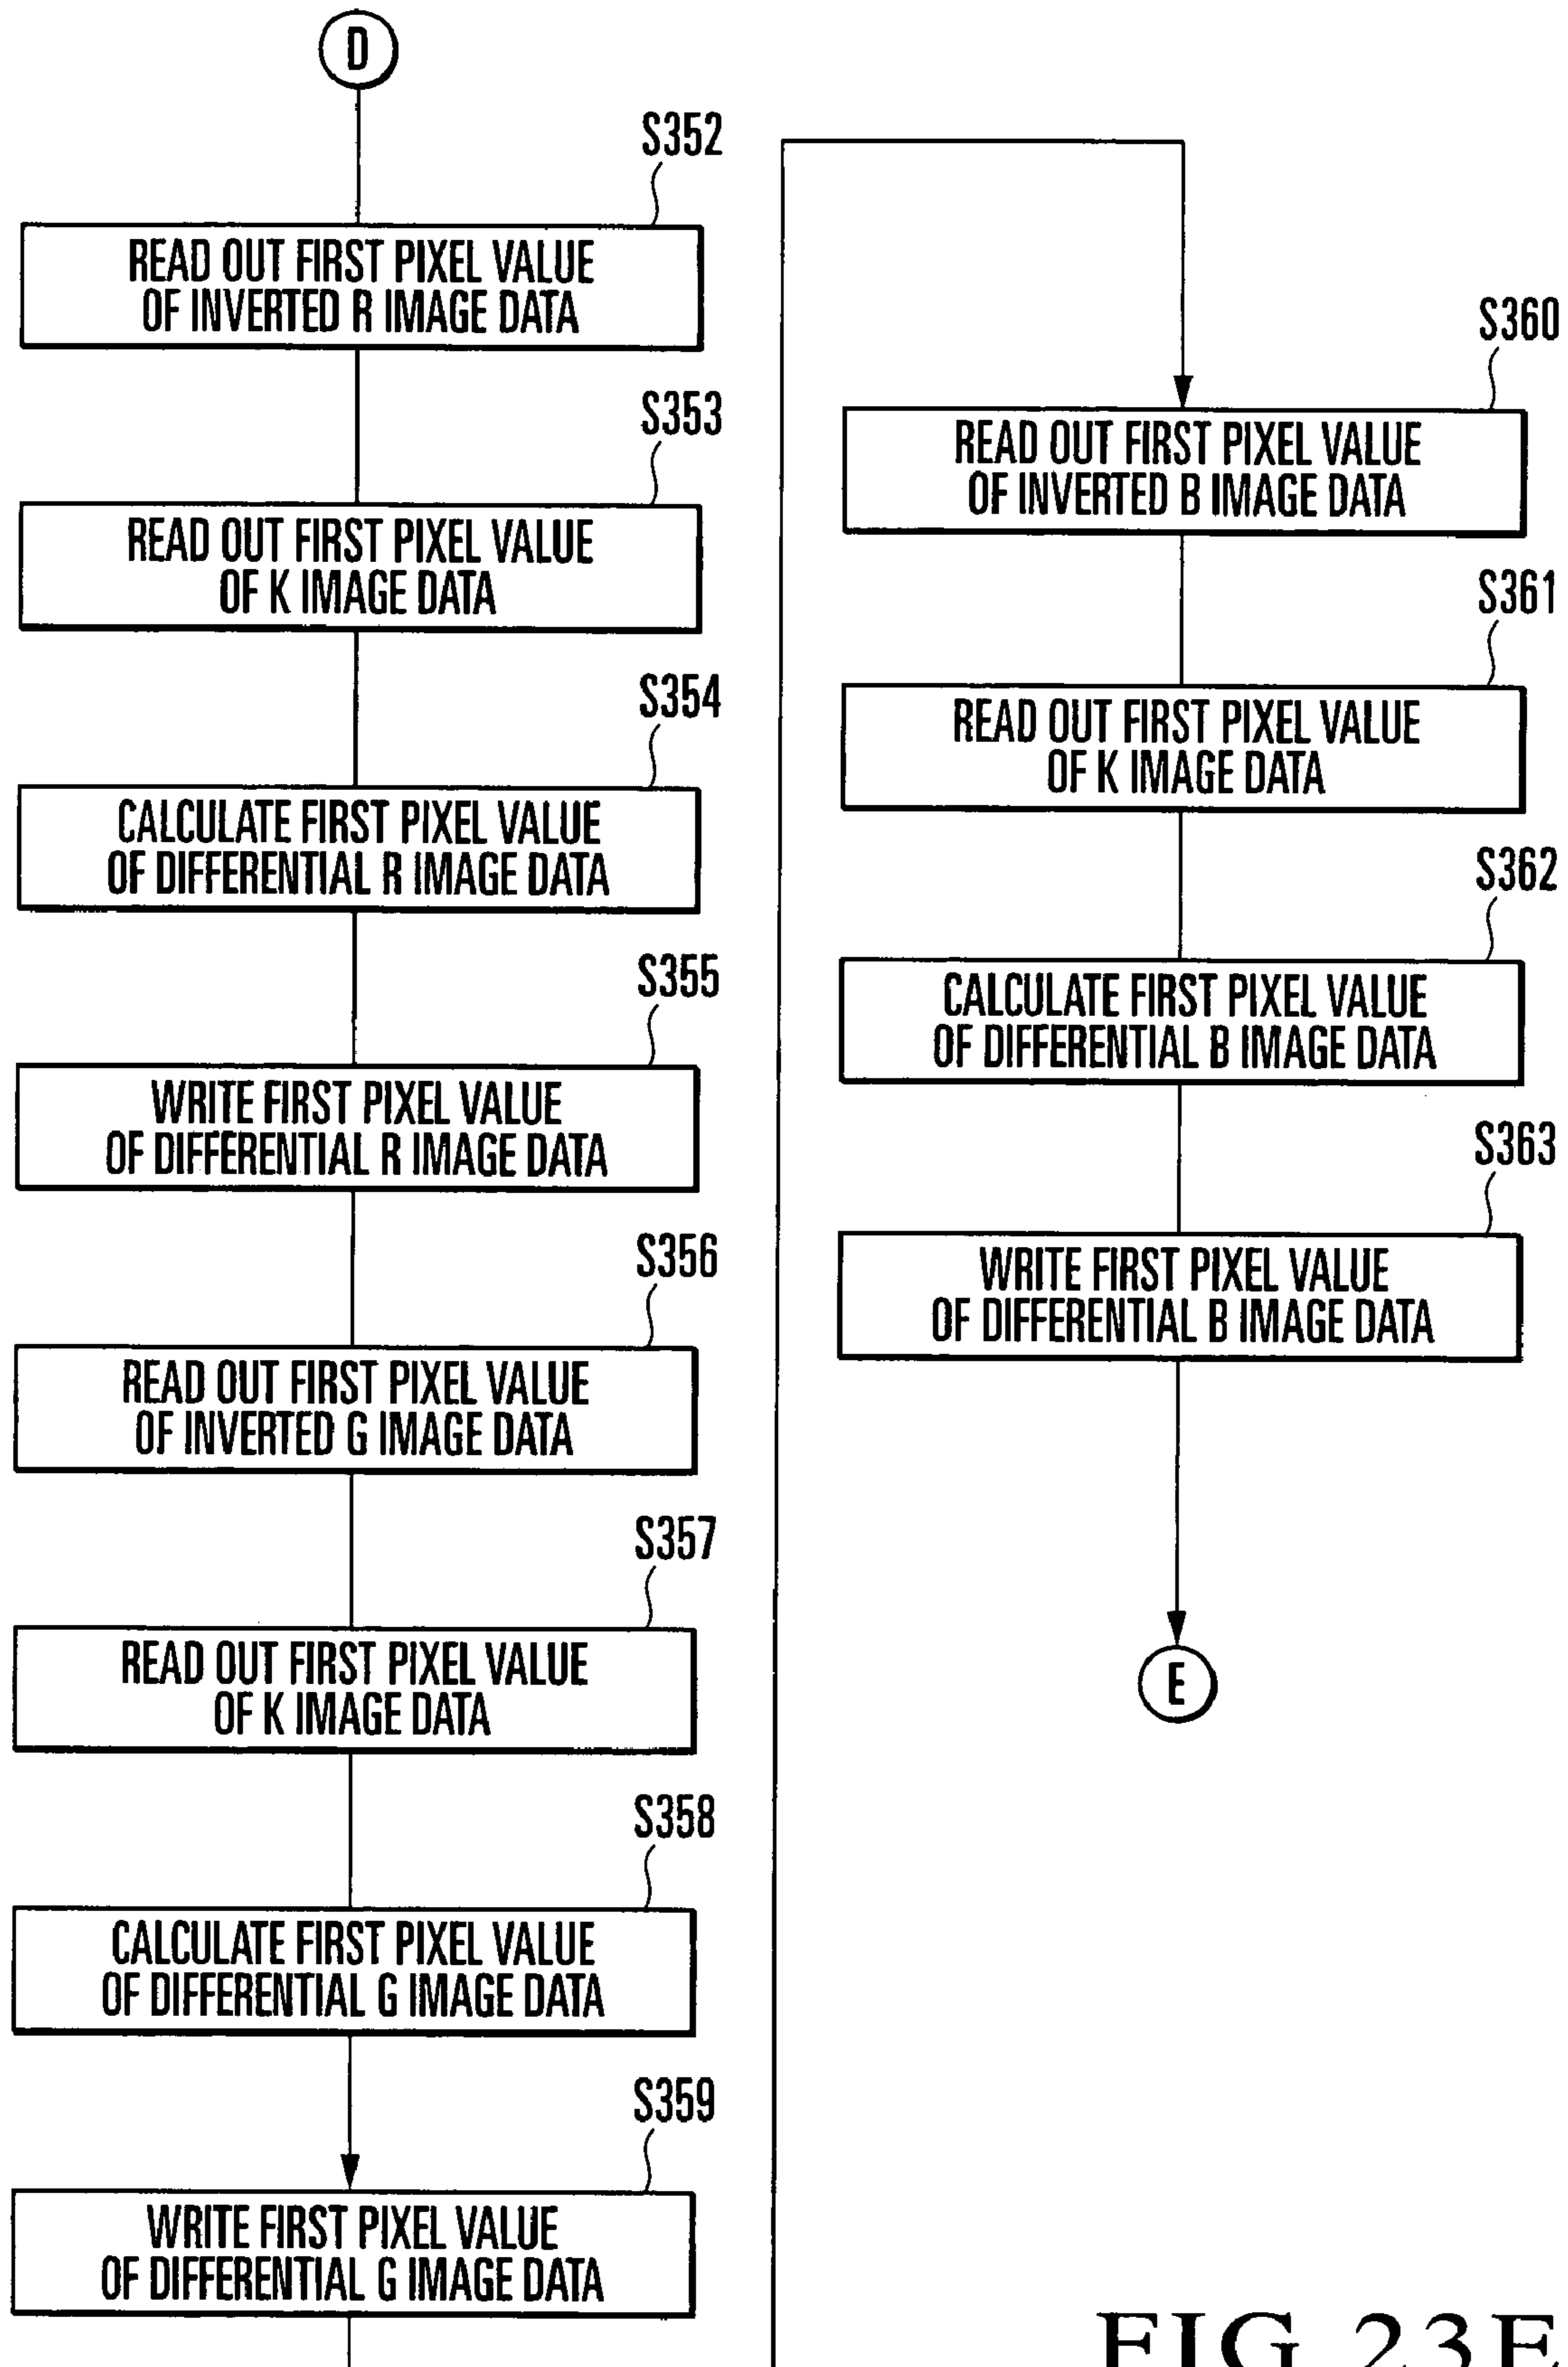 D
S352
READ OUT FIRST PIXEL VALUE
OF INVERTED R IMAGE DATA
S353
READ OUT FIRST PIXEL VALUE
OF K IMAGE DATA
S354
CALCULATE FIRST PIXEL VALUE
OF DIFFERENTIAL R IMAGE DATA
S355
WRITE FIRST PIXEL VALUE
OF DIFFERENTIAL R IMAGE DATA
S356
READ OUT FIRST PIXEL VALUE
OF INVERTED G IMAGE DATA
S357
READ OUT FIRST PIXEL VALUE
OF K IMAGE DATA
S358
CALCULATE FIRST PIXEL VALUE
OF DIFFERENTIAL G IMAGE DATA
S359
WRITE FIRST PIXEL VALUE
OF DIFFERENTIAL G IMAGE DATA
S360
READ OUT FIRST PIXEL VALUE
OF INVERTED B IMAGE DATA
S361
READ OUT FIRST PIXEL VALUE
OF K IMAGE DATA
S362
CALCULATE FIRST PIXEL VALUE
OF DIFFERENTIAL B IMAGE DATA
S363
WRITE FIRST PIXEL VALUE
OF DIFFERENTIAL B IMAGE DATA
E
FIG. 23E